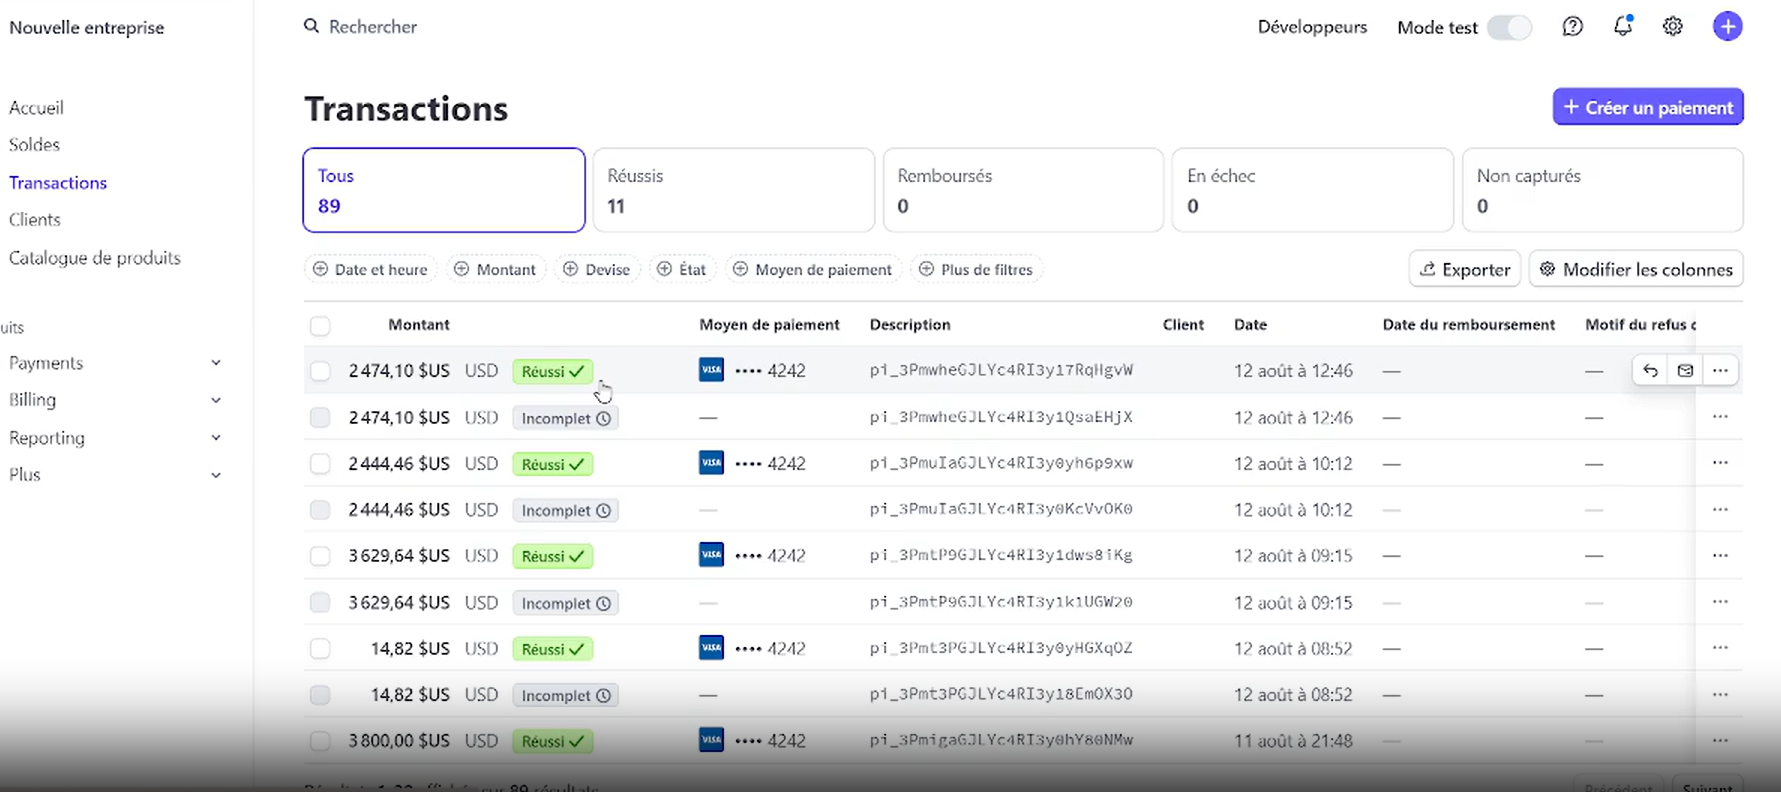 Nouvelle entreprise
Rechercher
Développeurs
Mode test
Accueil
Soldes
Transactions
Clients
Catalogue de produits
uits
Payments
Billing
Reporting
Plus
Transactions
+ Créer un paiement
Tous
89
Réussis
11
Remboursés
0
En échec
0
Non capturés
0
Date et heure
Montant
Devise
État
Moyen de paiement
Plus de filtres
Exporter
Modifier les colonnes
Montant Moyen de paiement Description Client Date Date du remboursement Motif du refus
2 474,10 $US USD Réussi VISA •••• 4242 pi_3PmwheGJLYc4RI3y17RqHgvW 12 août à 12:46 — —
2 474,10 $US USD Incomplet — pi_3PmwheGJLYc4RI3y1QsaEHjX 12 août à 12:46 — —
2 444,46 $US USD Réussi VISA •••• 4242 pi_3PmuIaGJLYc4RI3y0yh6p9xw 12 août à 10:12 — —
2 444,46 $US USD Incomplet — pi_3PmuIaGJLYc4RI3y0KcVvOK0 12 août à 10:12 — —
3 629,64 $US USD Réussi VISA •••• 4242 pi_3PmtP9GJLYc4RI3y1dws8iKg 12 août à 09:15 — —
3 629,64 $US USD Incomplet — pi_3PmtP9GJLYc4RI3y1k1UGW20 12 août à 09:15 — —
14,82 $US USD Réussi VISA •••• 4242 pi_3Pmt3PGJLYc4RI3y0yHGXqOZ 12 août à 08:52 — —
14,82 $US USD Incomplet — pi_3Pmt3PGJLYc4RI3y18EmOX3O 12 août à 08:52 — —
3 800,00 $US USD Réussi VISA •••• 4242 pi_3PmigaGJLYc4RI3y0hY80NMw 11 août à 21:48 — —
sur 89 résultats
Précédent
Suivant